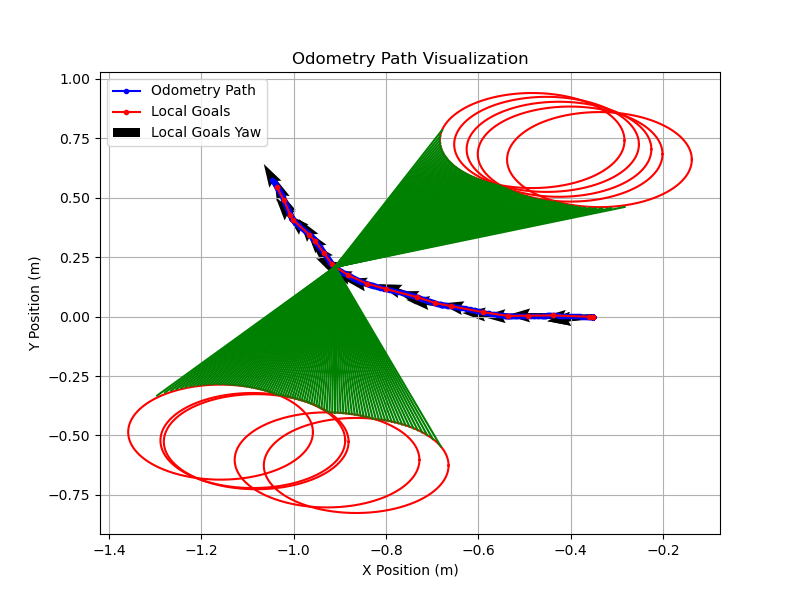 Odometry Path Visualization
Odometry Path
Local Goals
Local Goals Yaw
1.00
0.75
0.50
0.25
0.00
−0.25
−0.50
−0.75
Y Position (m)
−1.4
−1.2
−1.0
−0.8
−0.6
−0.4
−0.2
X Position (m)